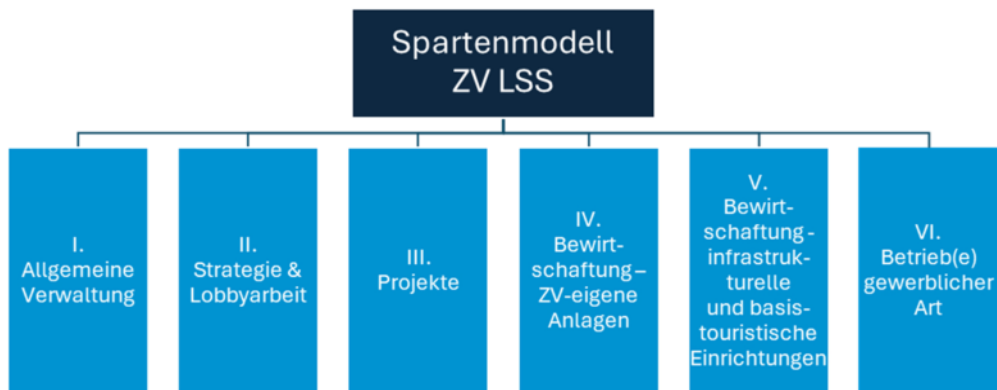 Spartenmodell
ZV LSS
I.
Allgemeine
Verwaltung
II.
Strategie &
Lobbyarbeit
III.
Projekte
IV.
Bewirt-
schaftung –
ZV-eigene
Anlagen
V.
Bewirt-
schaftung -
infrastruk-
turelle
und basis-
touristische
Einrichtungen
VI.
Betrieb(e)
gewerblicher
Art